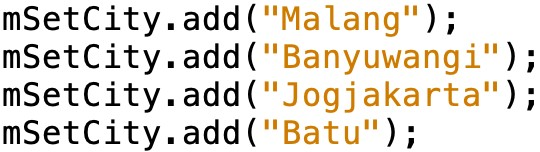 mSetCity.add("Malang");
mSetCity.add("Banyuwangi");
mSetCity.add("Jogjakarta");
mSetCity.add("Batu");